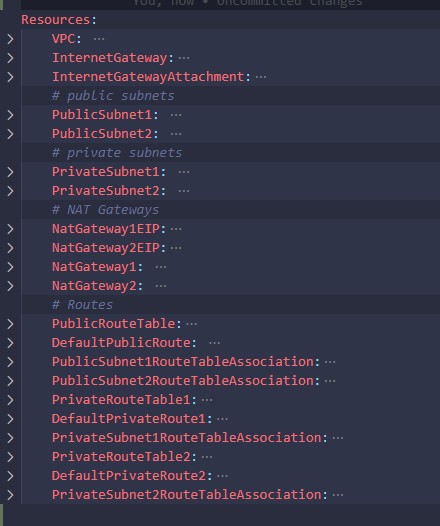 You, now • Uncommitted changes
Resources:
VPC: ...
InternetGateway:...
InternetGatewayAttachment:...
# public subnets
PublicSubnet1: ...
PublicSubnet2: ...
# private subnets
PrivateSubnet1: ...
PrivateSubnet2: ...
# NAT Gateways
NatGateway1EIP:...
NatGateway2EIP:...
NatGateway1: ...
NatGateway2: ...
# Routes
PublicRouteTable:...
DefaultPublicRoute: ...
PublicSubnet1RouteTableAssociation:...
PublicSubnet2RouteTableAssociation:...
PrivateRouteTable1:...
DefaultPrivateRoute1:...
PrivateSubnet1RouteTableAssociation:...
PrivateRouteTable2:...
DefaultPrivateRoute2:...
PrivateSubnet2RouteTableAssociation:...